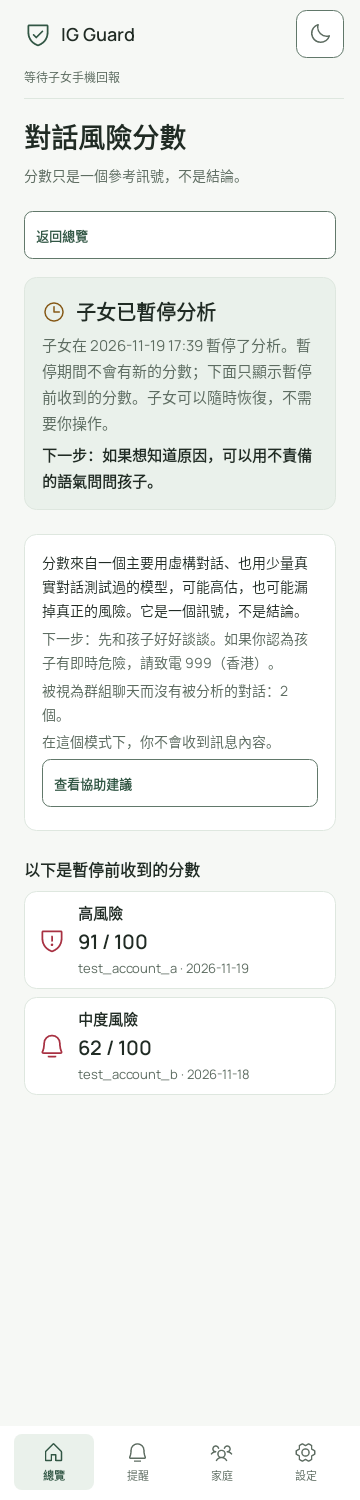 IG Guard
等待子女手機回報
對話風險分數
分數只是一個參考訊號，不是結論。
返回總覽
子女已暫停分析
子女在 2026-11-19 17:39 暫停了分析。暫
停期間不會有新的分數；下面只顯示暫停
前收到的分數。子女可以隨時恢復，不需
要你操作。
下一步：如果想知道原因，可以用不責備
的語氣問問孩子。
分數來自一個主要用虛構對話、也用少量真
實對話測試過的模型，可能高估，也可能漏
掉真正的風險。它是一個訊號，不是結論。
下一步：先和孩子好好談談。如果你認為孩
子有即時危險，請致電 999（香港）。
被視為群組聊天而沒有被分析的對話：2
個。
在這個模式下，你不會收到訊息內容。
查看協助建議
以下是暫停前收到的分數
高風險
91 / 100
test_account_a · 2026-11-19
中度風險
62 / 100
test_account_b · 2026-11-18
總覽
提醒
家庭
設定